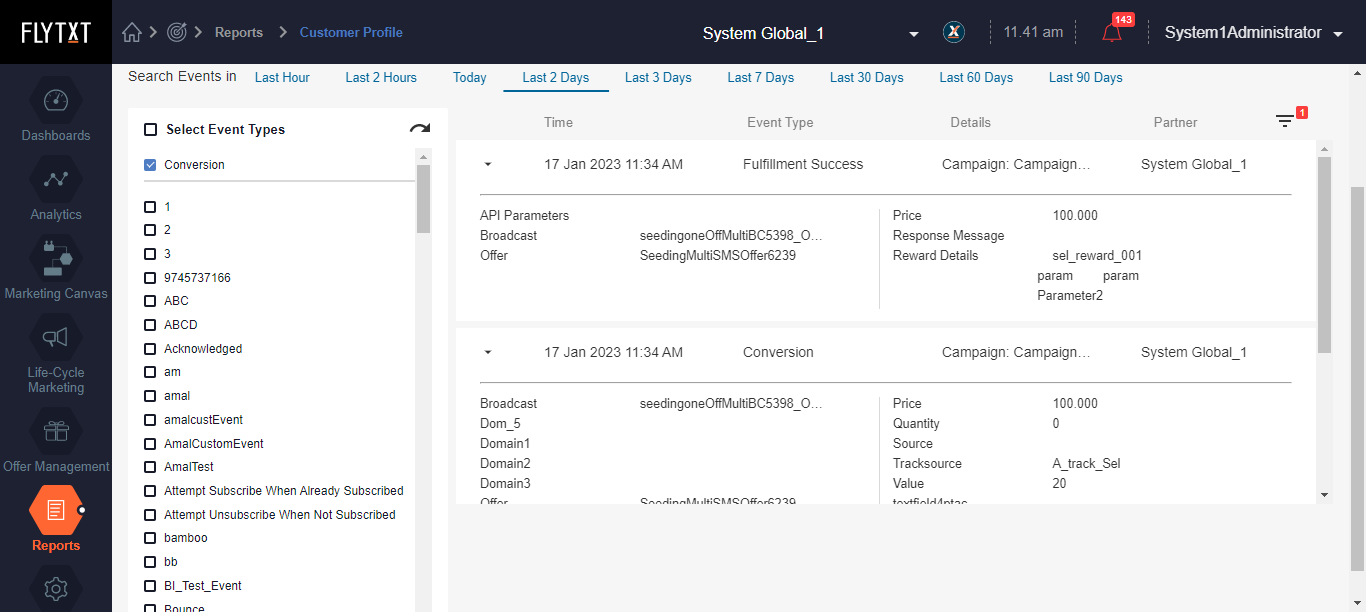 FLYTXT
Reports
Customer Profile
System Global_1
X
11.41 am
143
System1Administrator
Dashboards
Analytics
Marketing Canvas
Life-Cycle
Marketing
Offer Management
Reports
Search Events in Last Hour Last 2 Hours Today Last 2 Days Last 3 Days Last 7 Days Last 30 Days Last 60 Days Last 90 Days
Select Event Types
Conversion
1
2
3
9745737166
ABC
ABCD
Acknowledged
am
amal
amalcustEvent
AmalCustomEvent
AmalTest
Attempt Subscribe When Already Subscribed
Attempt Unsubscribe When Not Subscribed
bamboo
bb
BI_Test_Event
Bounce
Time Event Type Details Partner
1
17 Jan 2023 11:34 AM Fulfillment Success Campaign: Campaign... System Global_1
API Parameters
Broadcast seedingoneOffMultiBC5398_O...
Offer SeedingMultiSMSOffer6239
Price 100.000
Response Message
Reward Details sel_reward_001
param param
Parameter2
17 Jan 2023 11:34 AM Conversion Campaign: Campaign... System Global_1
Broadcast seedingoneOffMultiBC5398_O...
Dom_5
Domain1
Domain2
Domain3
Offer SeedingMultiSMSOffer6239
Price 100.000
Quantity 0
Source
Tracksource A_track_Sel
Value 20
textfield4ptac